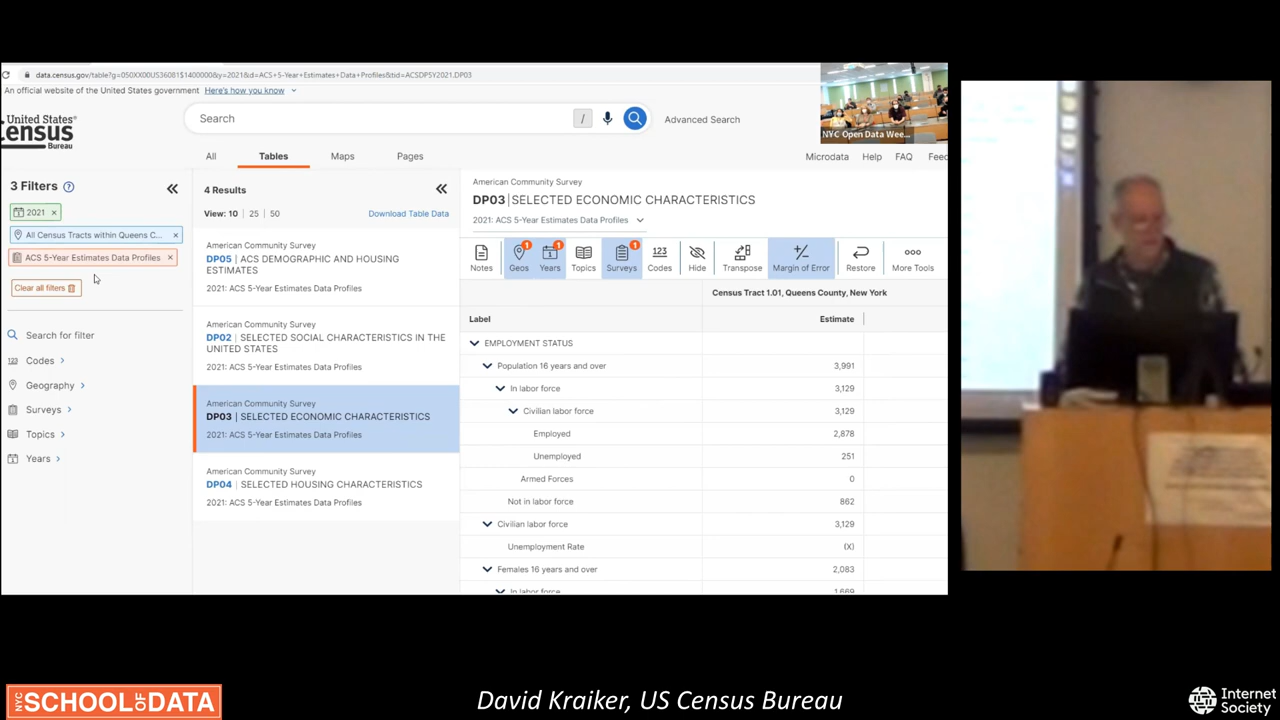 data.census.gov/table?g=050XX00US36081$1400000&y=2021&d=ACS+5-Year+Estimates+Data+Profiles&tid=ACSDP5Y2021.DP03
An official website of the United States government Here's how you know
United States®
Census
Bureau
Search
/
Advanced Search
NYC Open Data Wee...
All Tables Maps Pages
Microdata Help FAQ Feed
3 Filters ?
2021 ×
All Census Tracts within Queens C... ×
ACS 5-Year Estimates Data Profiles ×
Clear all filters
Search for filter
Codes
Geography
Surveys
Topics
Years
4 Results
View: 10 | 25 | 50 Download Table Data
American Community Survey
DP05 | ACS DEMOGRAPHIC AND HOUSING
ESTIMATES
2021: ACS 5-Year Estimates Data Profiles
American Community Survey
DP02 | SELECTED SOCIAL CHARACTERISTICS IN THE
UNITED STATES
2021: ACS 5-Year Estimates Data Profiles
American Community Survey
DP03 | SELECTED ECONOMIC CHARACTERISTICS
2021: ACS 5-Year Estimates Data Profiles
American Community Survey
DP04 | SELECTED HOUSING CHARACTERISTICS
2021: ACS 5-Year Estimates Data Profiles
American Community Survey
DP03 | SELECTED ECONOMIC CHARACTERISTICS
2021: ACS 5-Year Estimates Data Profiles
1 1 1 123
Notes Geos Years Topics Surveys Codes Hide Transpose Margin of Error Restore More Tools
Census Tract 1.01, Queens County, New York
Label Estimate
EMPLOYMENT STATUS
Population 16 years and over 3,991
In labor force 3,129
Civilian labor force 3,129
Employed 2,878
Unemployed 251
Armed Forces 0
Not in labor force 862
Civilian labor force 3,129
Unemployment Rate (X)
Females 16 years and over 2,083
In labor force 1,669
NYC SCHOOL OF DATA
David Kraiker, US Census Bureau
Internet
Society